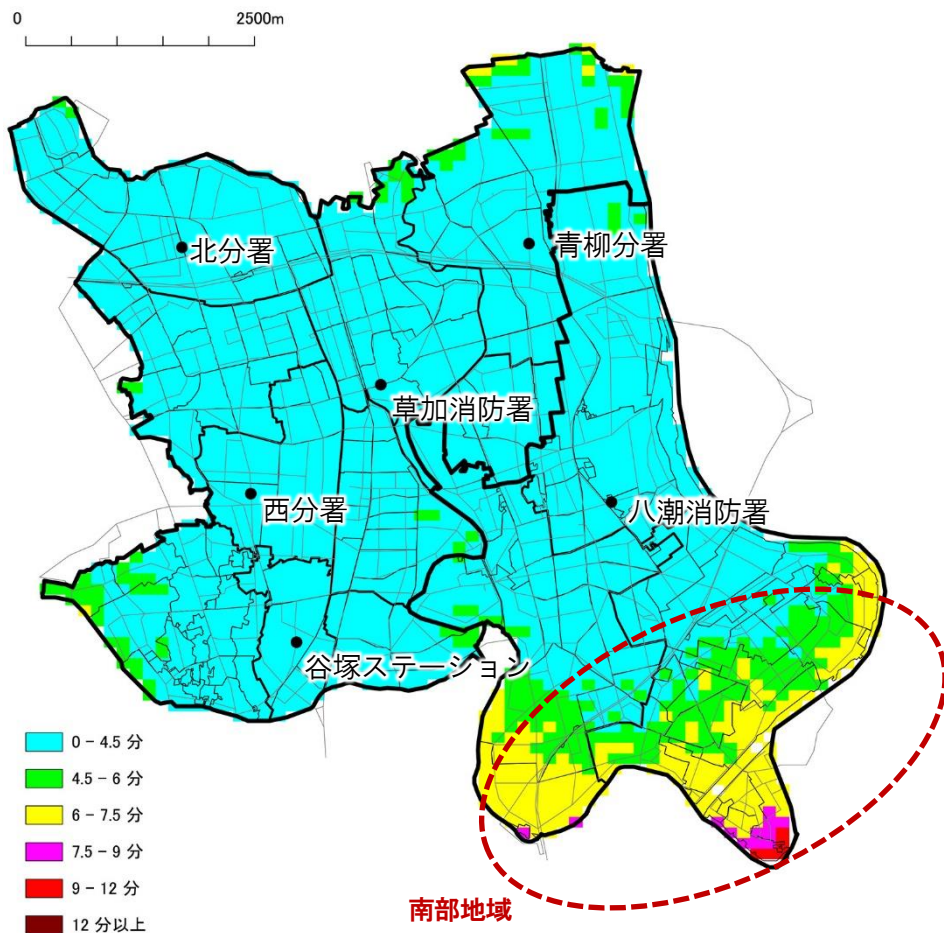 0 2500m
北分署
青柳分署
草加消防署
西分署
八潮消防署
谷塚ステーション
0 – 4.5 分
4.5 – 6 分
6 – 7.5 分
7.5 – 9 分
9 – 12 分
12 分以上
南部地域